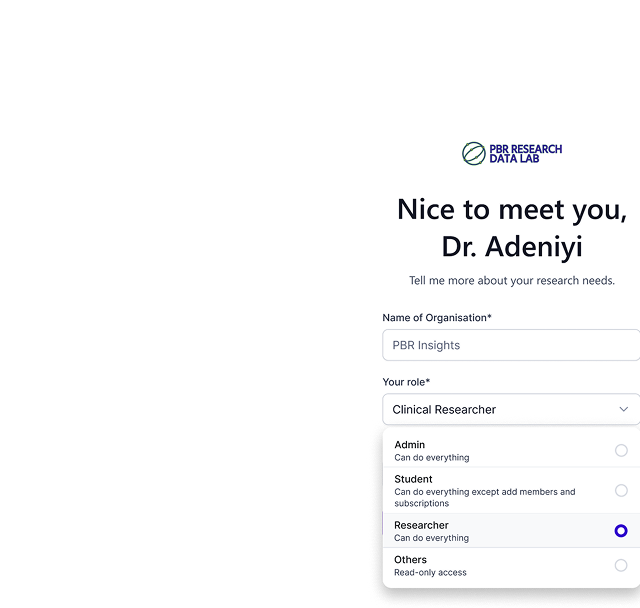 PBR RESEARCH
DATA LAB
Nice to meet you,
Dr. Adeniyi
Tell me more about your research needs.
Name of Organisation*
PBR Insights
Your role*
Clinical Researcher
Admin
Can do everything
Student
Can do everything except add members and
subscriptions
Researcher
Can do everything
Others
Read-only access